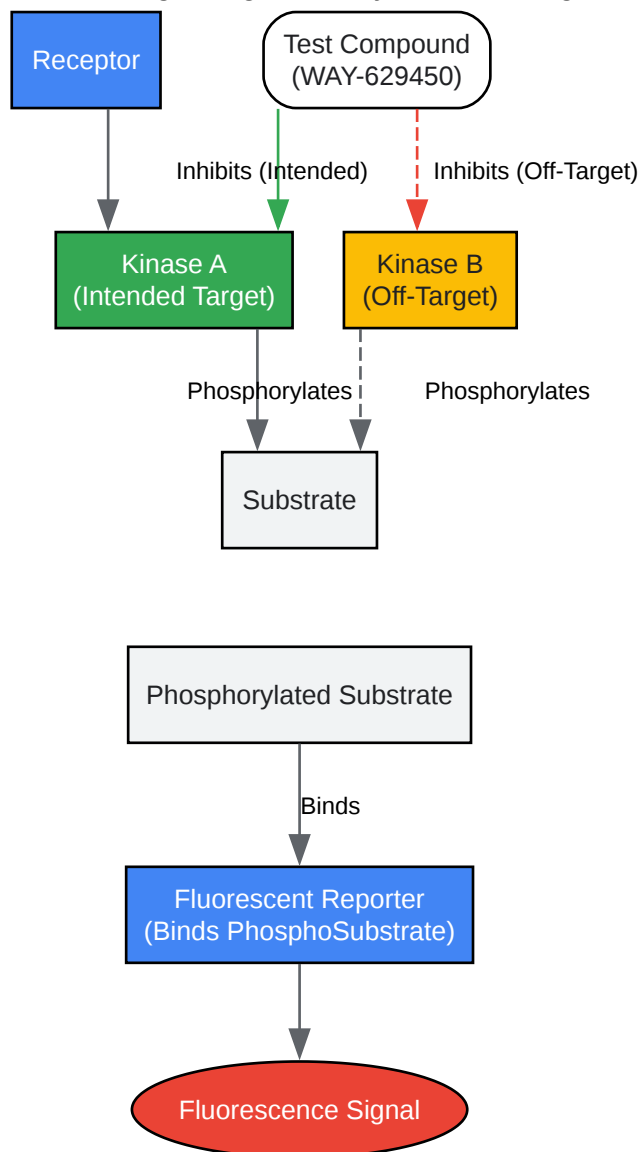 Receptor
Test Compound
(WAY-629450)
Inhibits (Intended)
Inhibits (Off-Target)
Kinase A
(Intended Target)
Kinase B
(Off-Target)
Phosphorylates
Phosphorylates
Substrate
Phosphorylated Substrate
Binds
Fluorescent Reporter
(Binds PhosphoSubstrate)
Fluorescence Signal